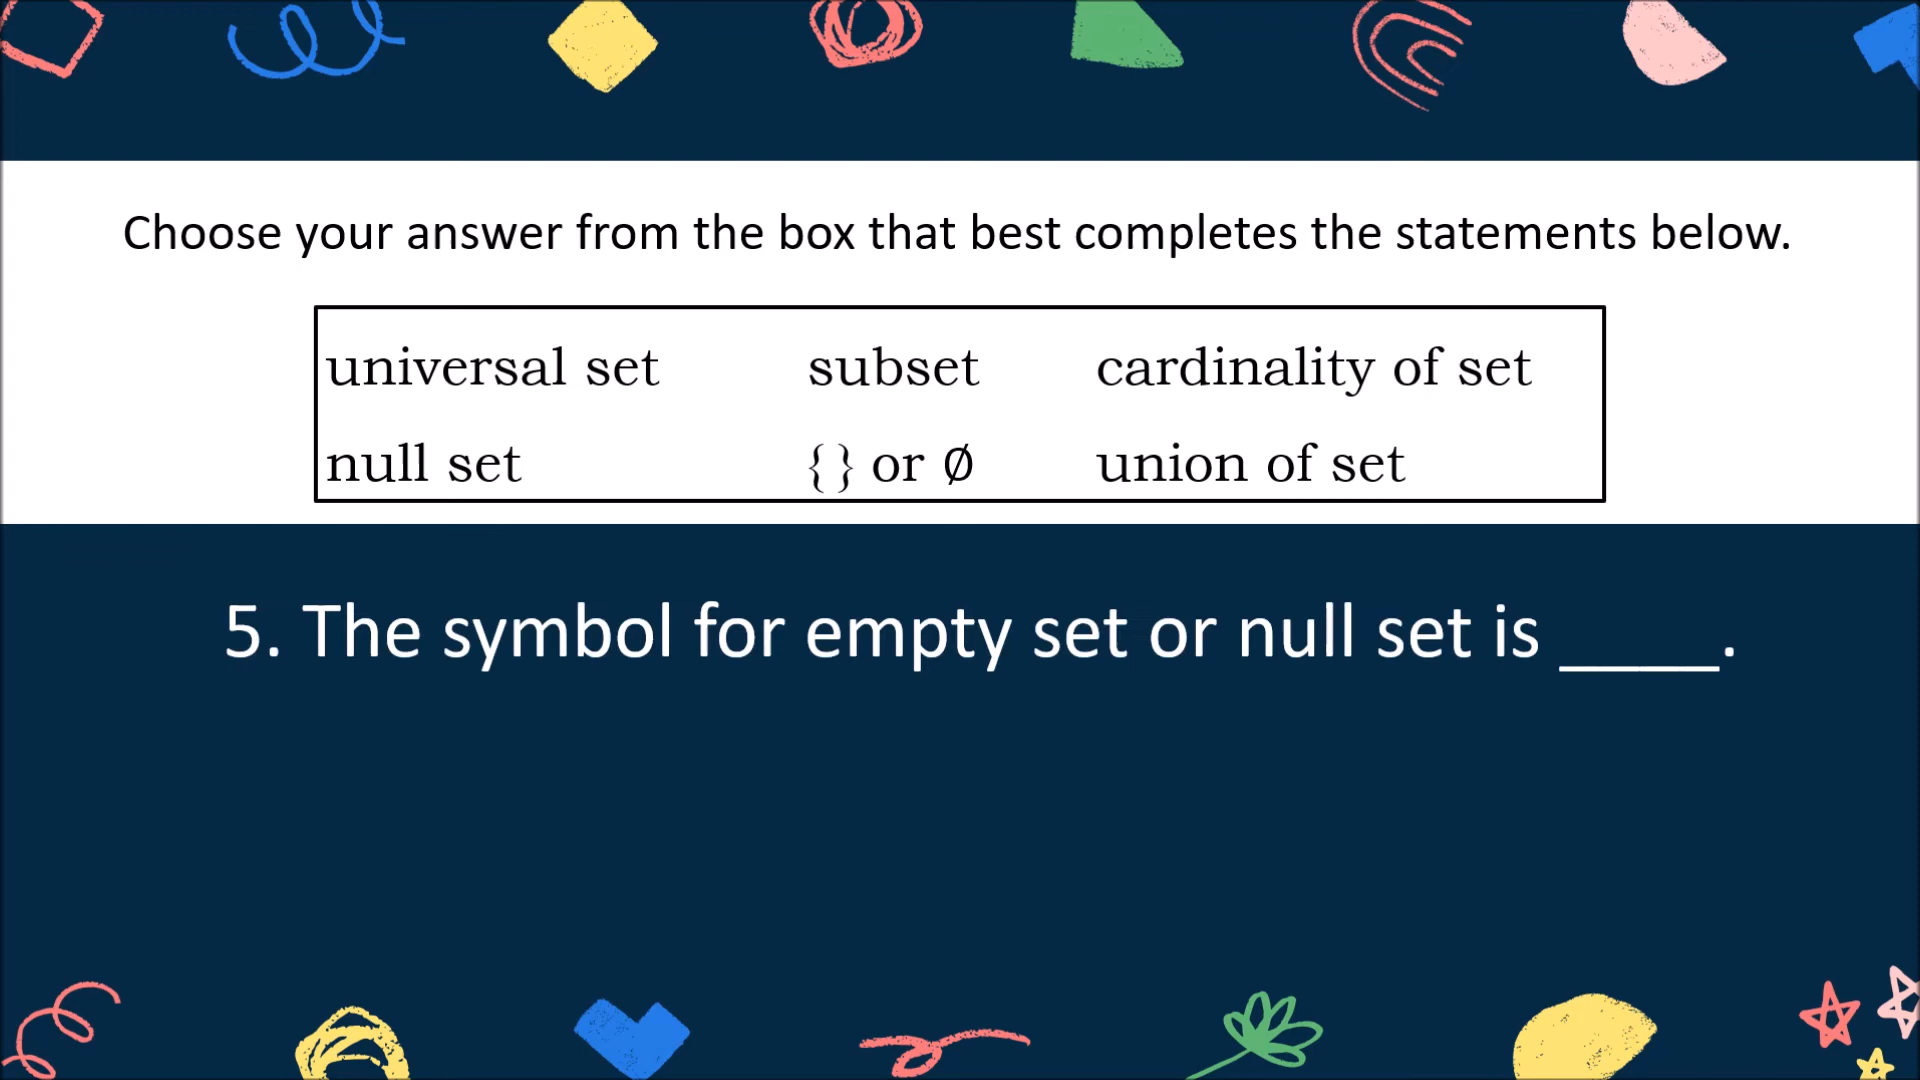 Choose your answer from the box that best completes the statements below.
universal set subset cardinality of set
null set { } or ∅ union of set
5. The symbol for empty set or null set is ____.